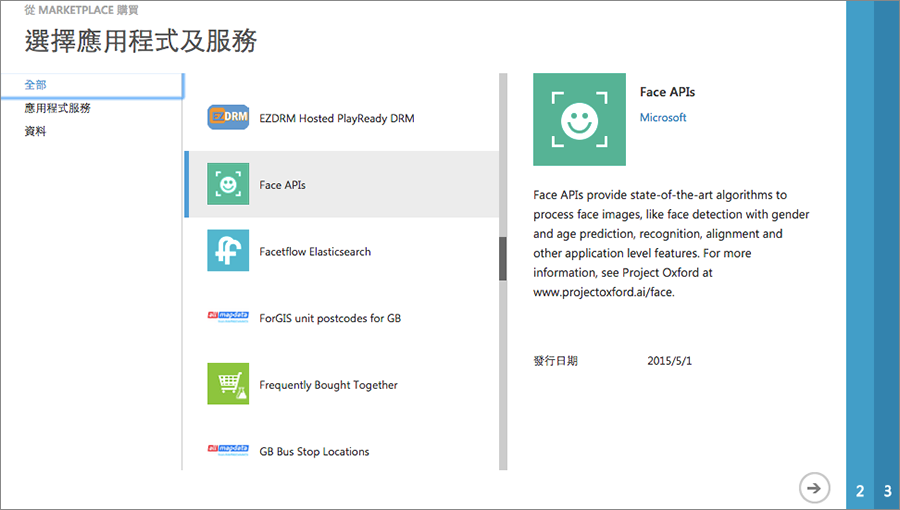 從 MARKETPLACE 購買
選擇應用程式及服務
全部
應用程式服務
資料
EZDRM
EZDRM Hosted PlayReady DRM
Face APIs
Facetflow Elasticsearch
ForGIS unit postcodes for GB
Frequently Bought Together
GB Bus Stop Locations
Face APIs
Microsoft
Face APIs provide state-of-the-art algorithms to
process face images, like face detection with gender
and age prediction, recognition, alignment and
other application level features. For more
information, see Project Oxford at
www.projectoxford.ai/face.
發行日期 2015/5/1
2 3